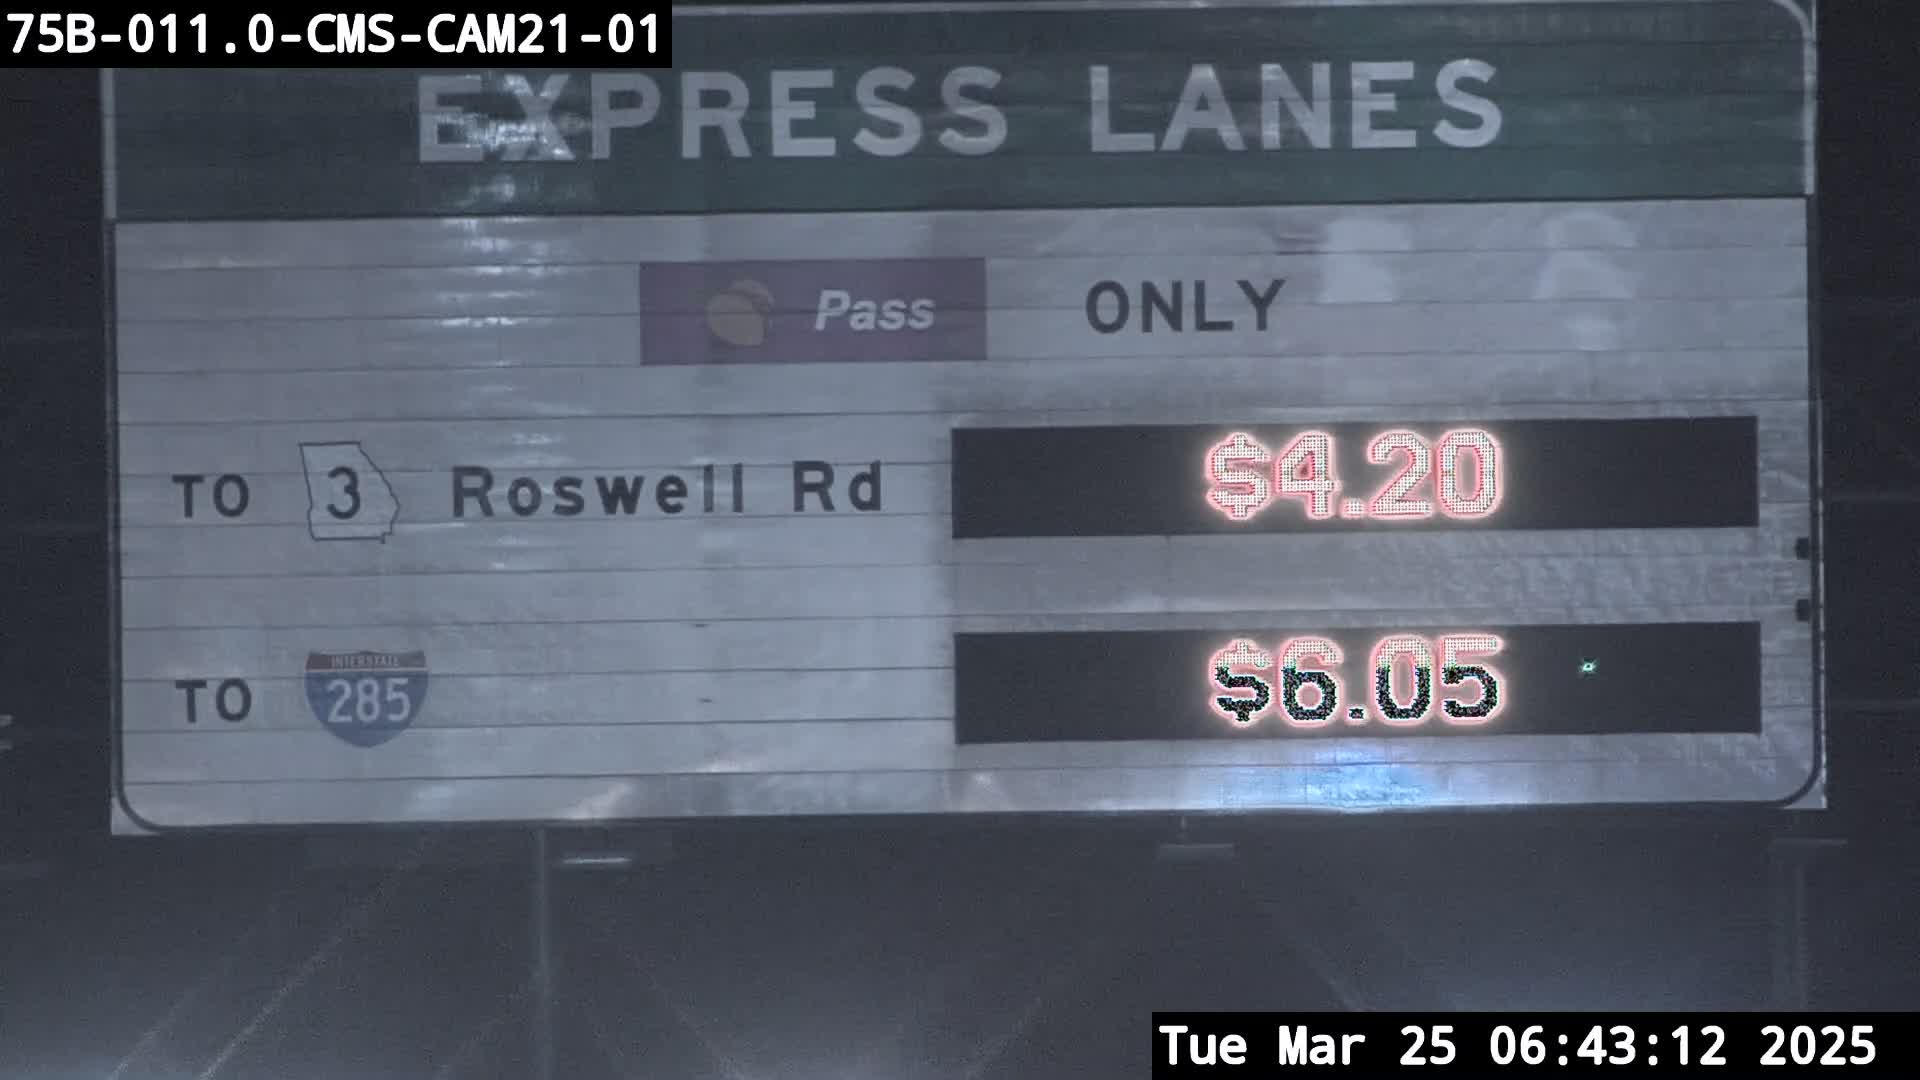 75B-011.0-CMS-CAM21-01
EXPRESS LANES
Pass ONLY
TO 3 Roswell Rd $4.20
TO INTERSTATE 285 $6.05
Tue Mar 25 06:43:12 2025